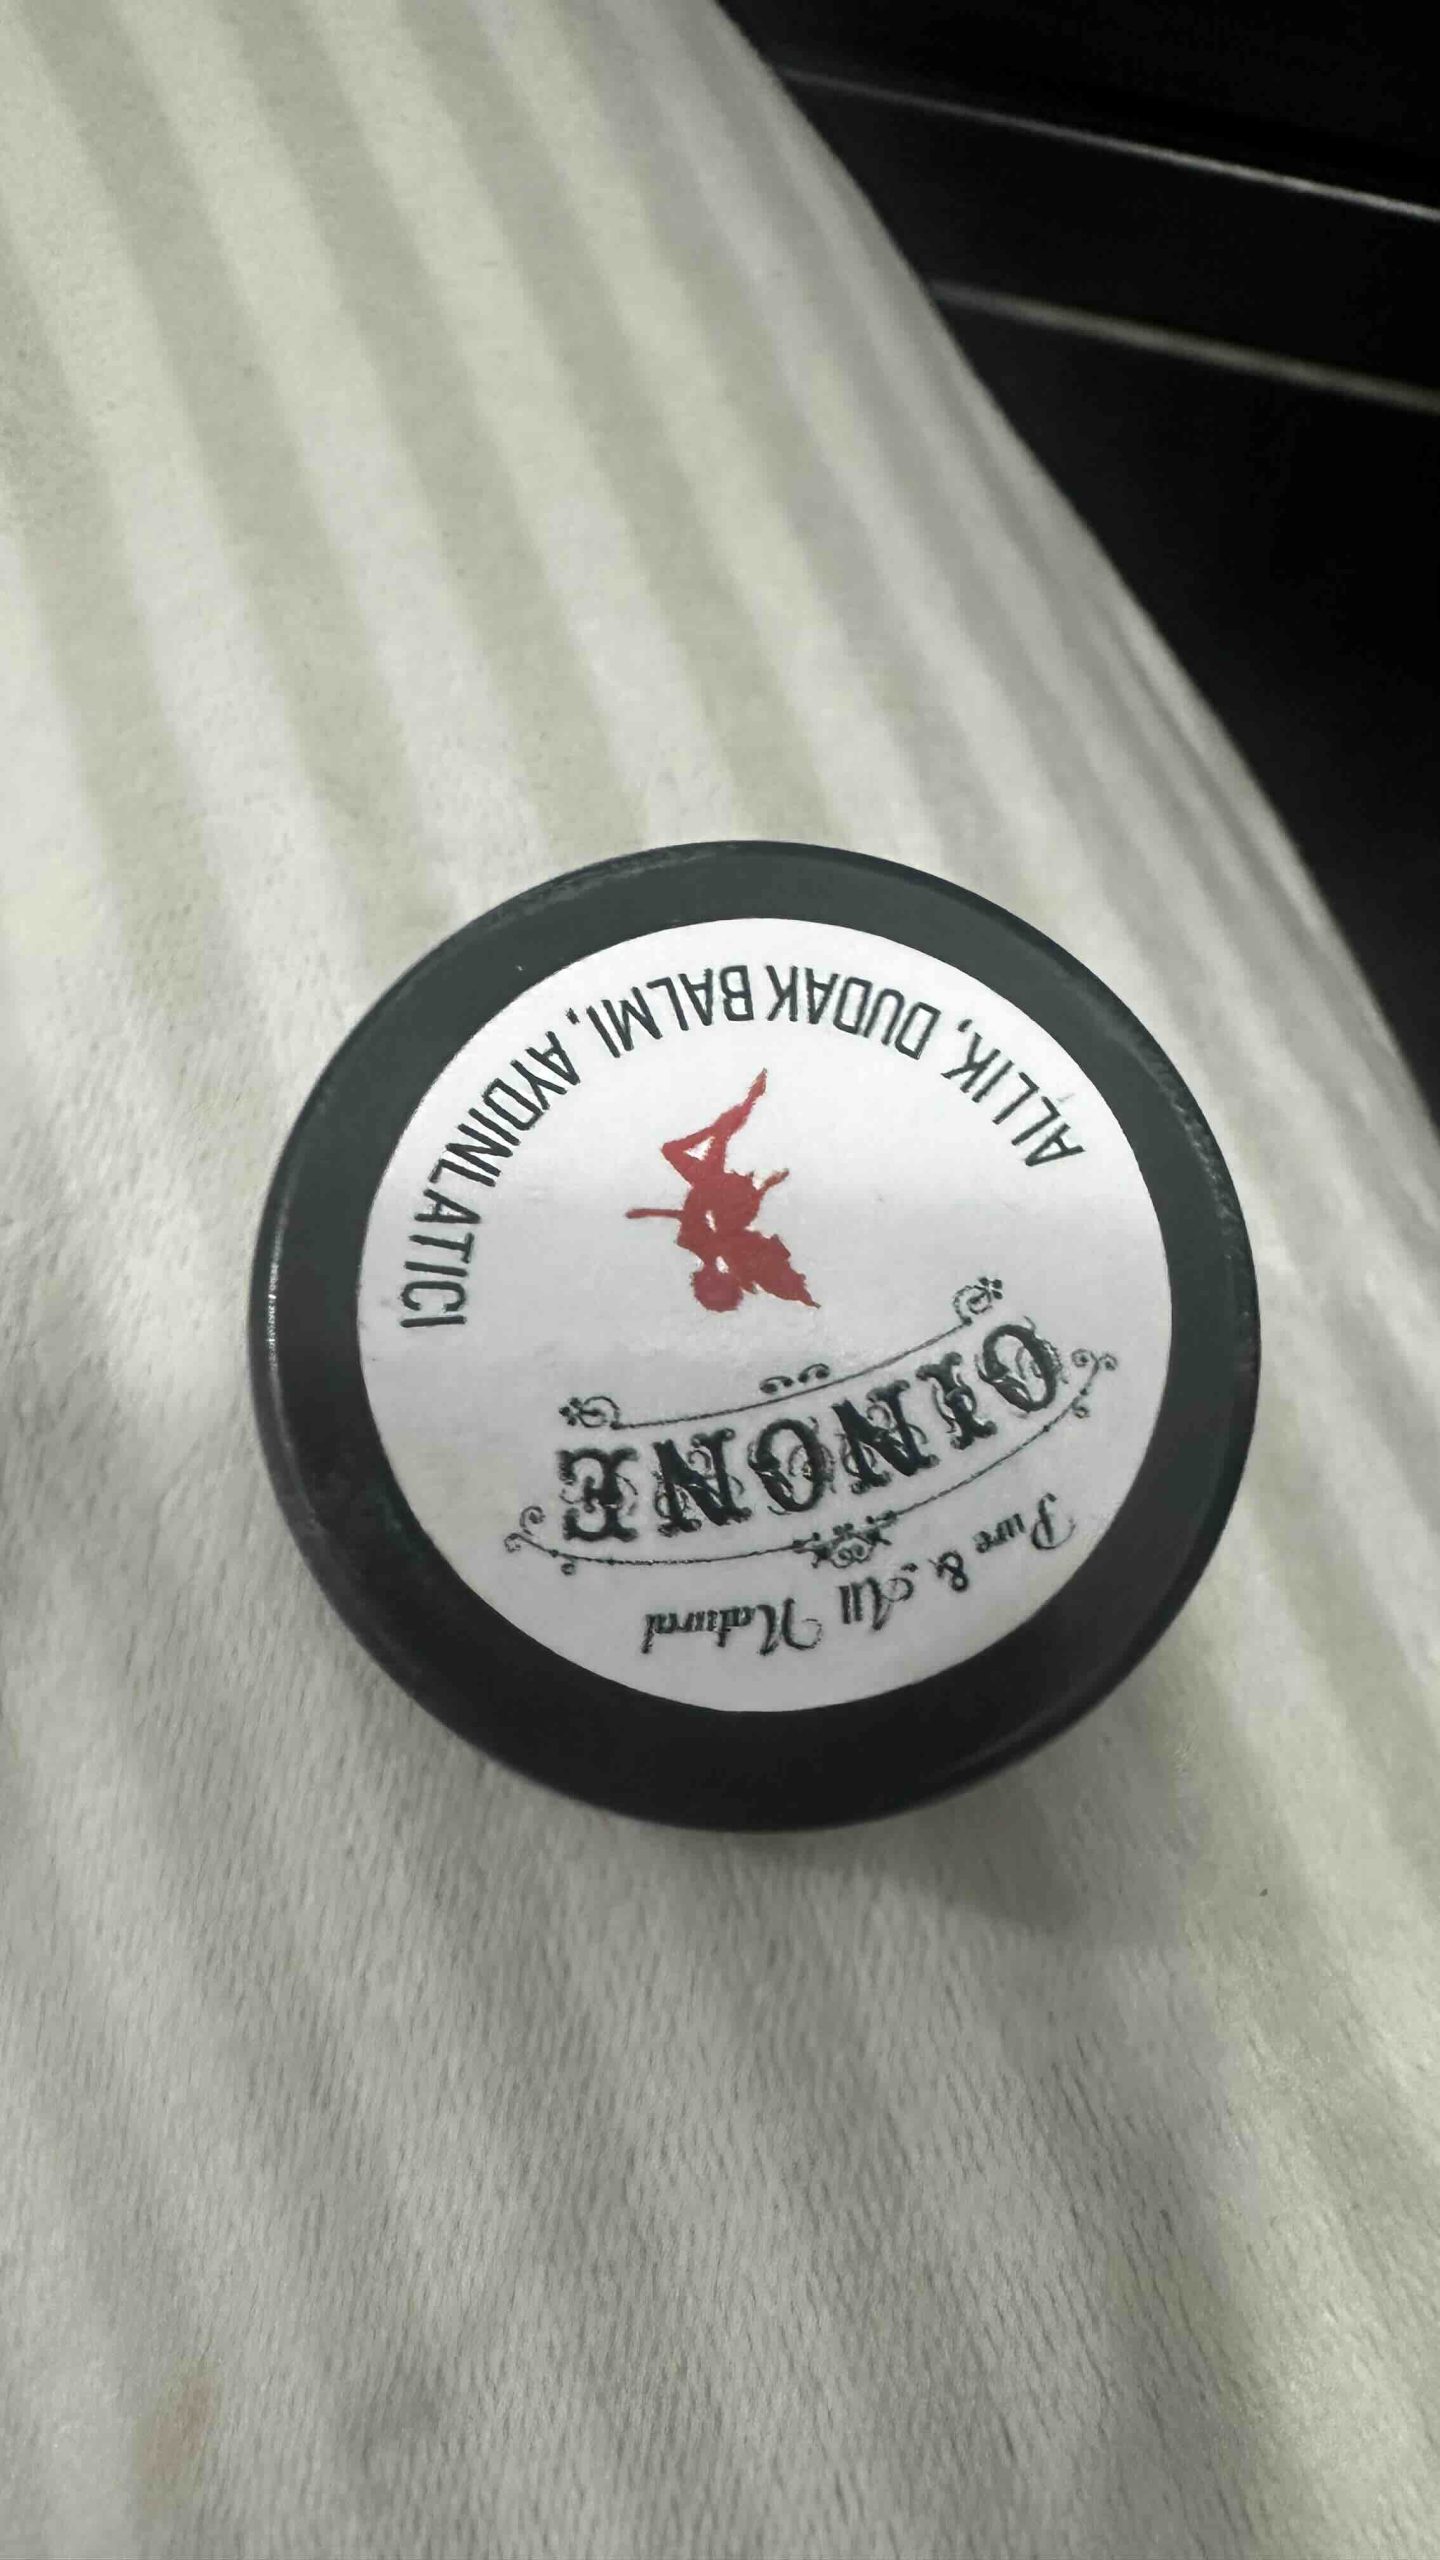 Pure & All Natural
OINONE
ALLIK, DUDAK BALMI, AYDINLATICI